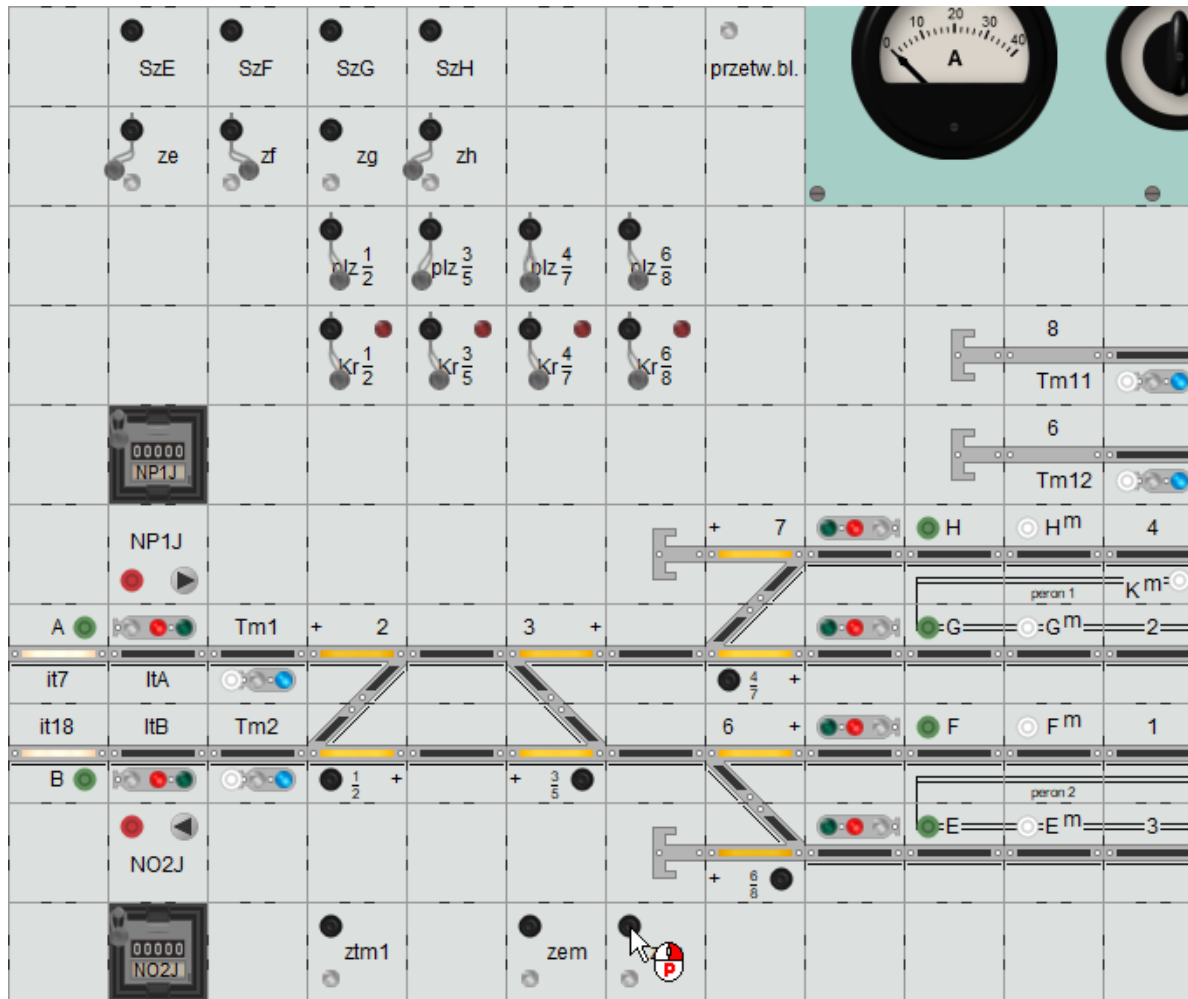 SzE SzF SzG SzH przetw.bl.
0 10 20 30 40
A
ze zf zg zh
plz 1/2 plz 3/5 plz 4/7 plz 6/8
Kr 1/2 Kr 3/5 Kr 4/7 Kr 6/8
8
Tm11
6
Tm12
00000
NP1J
NP1J
+ 7 H Hm 4
peron 1 Km
A Tm1 + 2 3 + G Gm 2
it7 ItA 4/7 +
it18 ItB Tm2 6 + F Fm 1
B 1/2 + + 3/5
peron 2
E Em 3
NO2J
+ 6/8
00000
NO2J
ztm1 zem
P